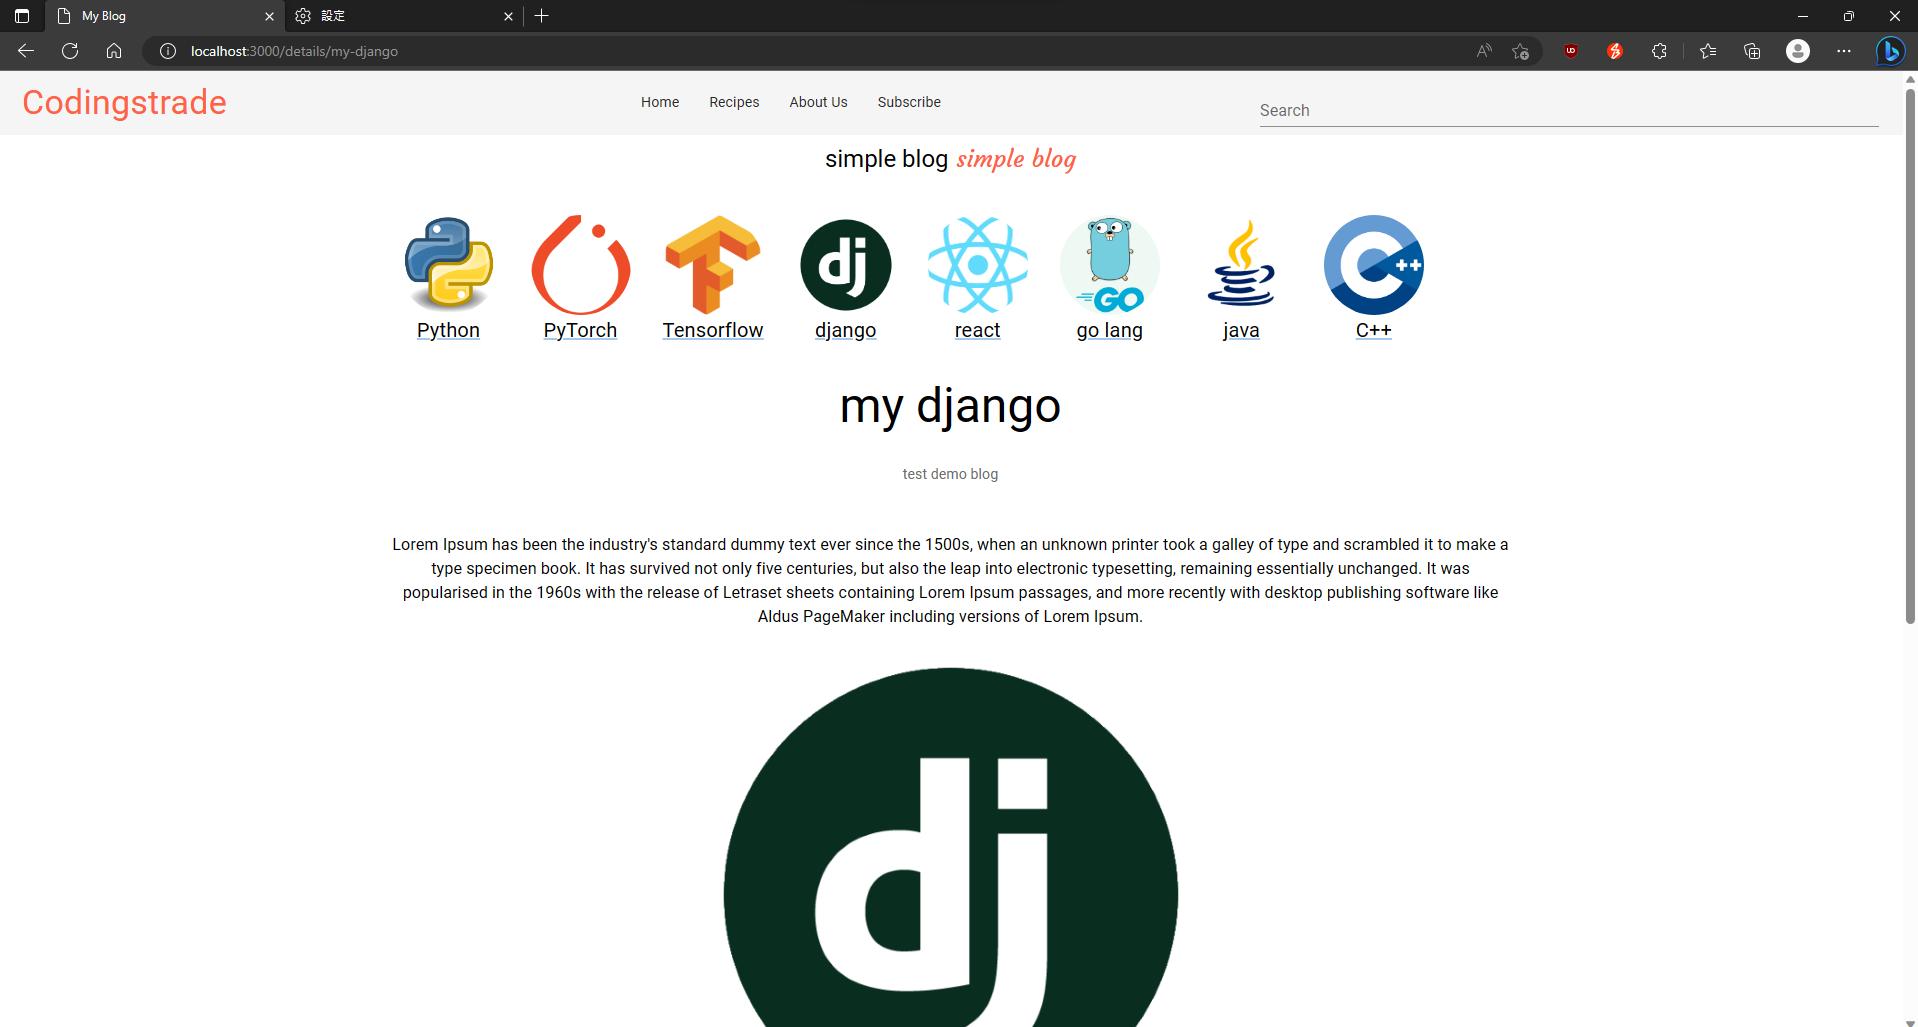 My Blog
設定
localhost:3000/details/my-django
Codingstrade
Home Recipes About Us Subscribe
Search
simple blog simple blog
dj
GO
++
Python PyTorch Tensorflow django react go lang java C++
my django
test demo blog
Lorem Ipsum has been the industry's standard dummy text ever since the 1500s, when an unknown printer took a galley of type and scrambled it to make a
type specimen book. It has survived not only five centuries, but also the leap into electronic typesetting, remaining essentially unchanged. It was
popularised in the 1960s with the release of Letraset sheets containing Lorem Ipsum passages, and more recently with desktop publishing software like
Aldus PageMaker including versions of Lorem Ipsum.
dj